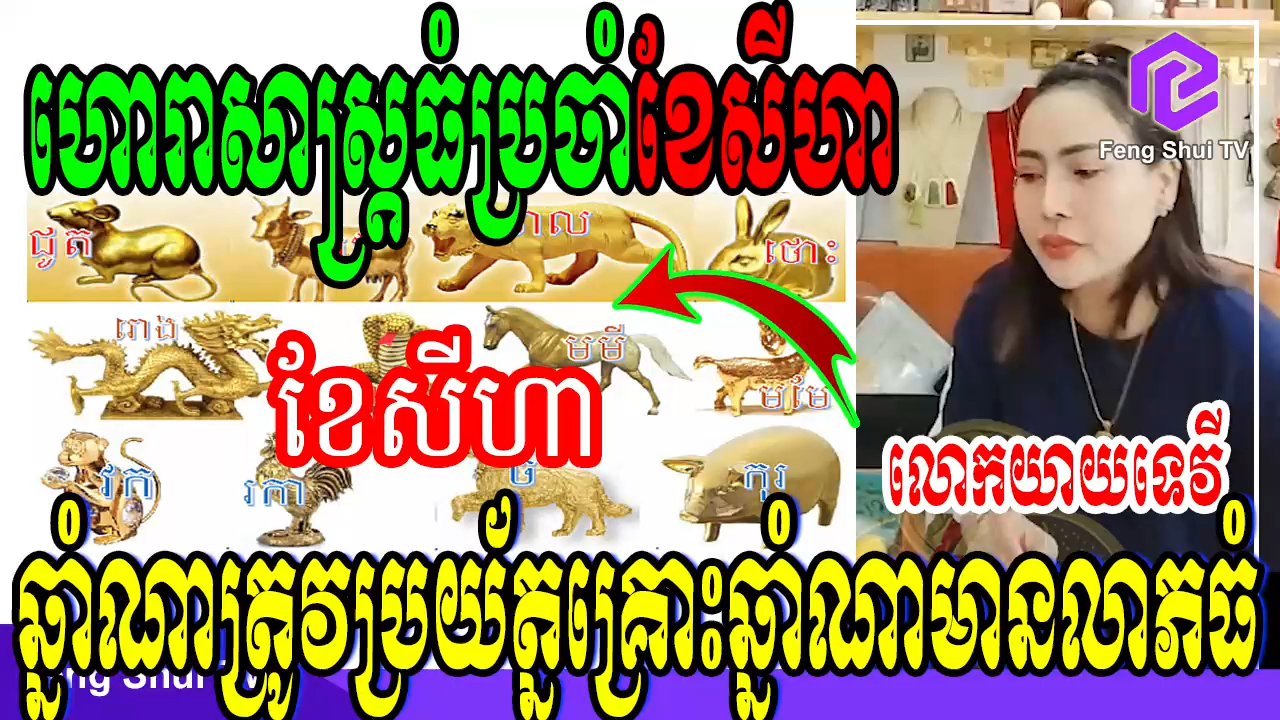 ហោរាសាស្ត្រធំប្រចាំខែសីហា
Feng Shui TV
ជូត
ថោះ
រោង
មមី
មមែ
ខែសីហា
វក
រកា
កុរ
លោកយាយទេវី
ឆ្នាំណាត្រូវប្រយ័ត្នគ្រោះឆ្នាំណាមានលាភធំ